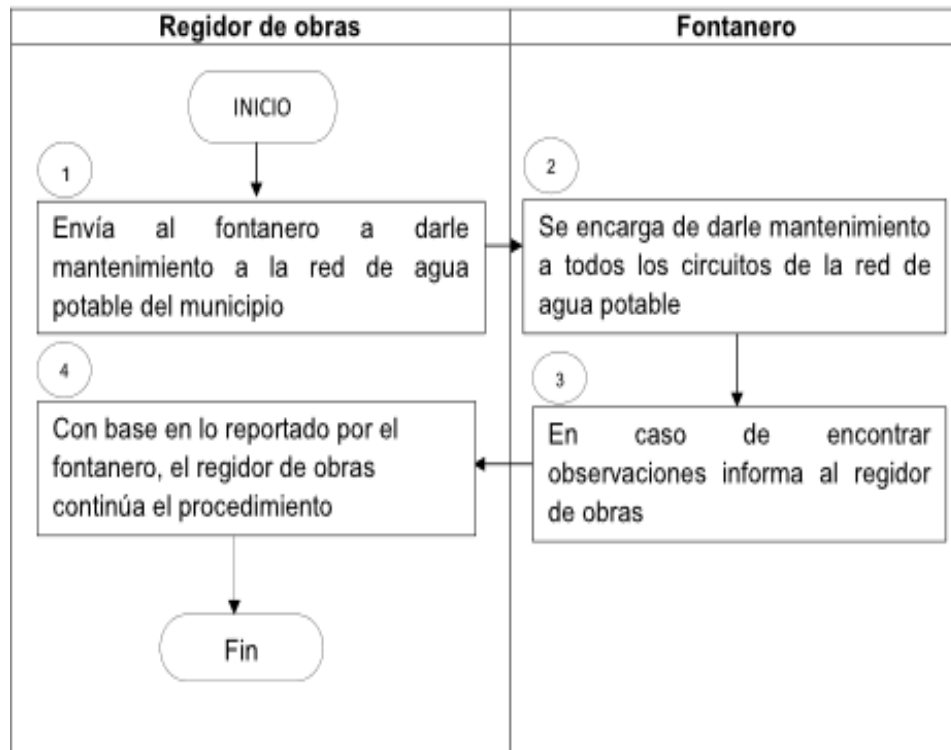 Regidor de obras
Fontanero
INICIO
1
Envía al fontanero a darle
mantenimiento a la red de agua
potable del municipio
2
Se encarga de darle mantenimiento
a todos los circuitos de la red de
agua potable
3
En caso de encontrar
observaciones informa al regidor
de obras
4
Con base en lo reportado por el
fontanero, el regidor de obras
continúa el procedimiento
Fin